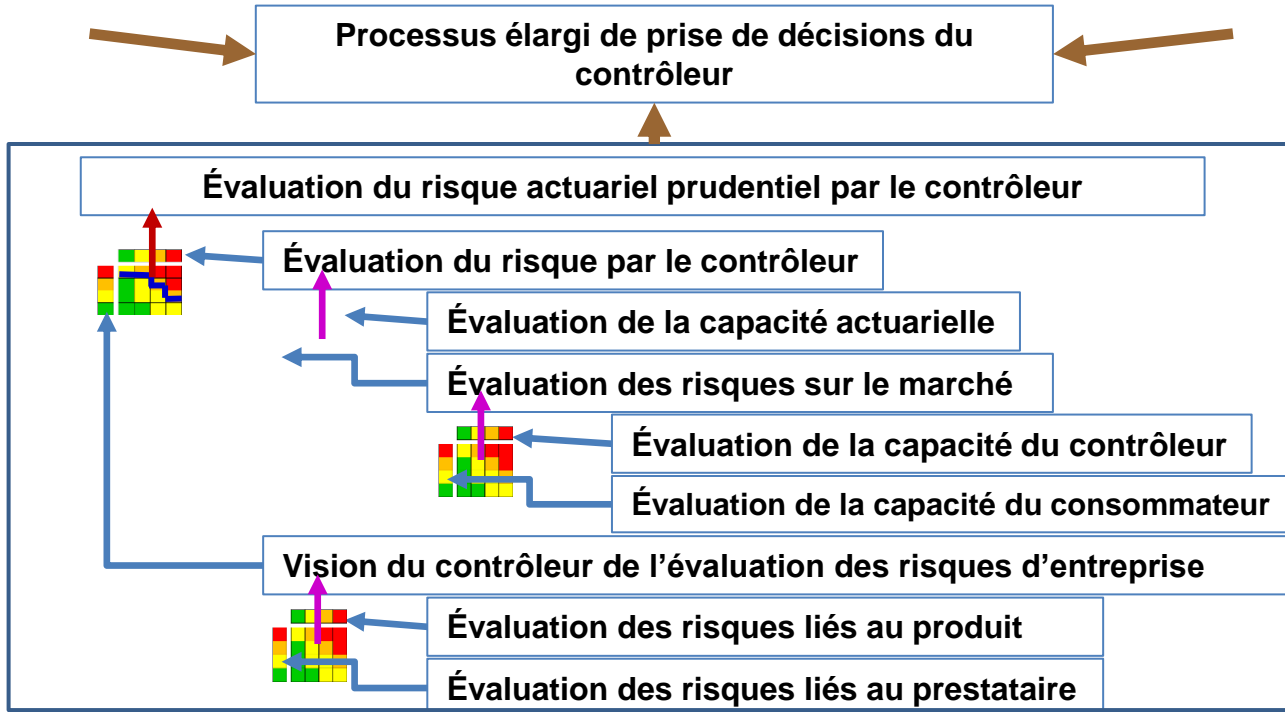 Processus élargi de prise de décisions du
contrôleur
Évaluation du risque actuariel prudentiel par le contrôleur
Évaluation du risque par le contrôleur
Évaluation de la capacité actuarielle
Évaluation des risques sur le marché
Évaluation de la capacité du contrôleur
Évaluation de la capacité du consommateur
Vision du contrôleur de l’évaluation des risques d’entreprise
Évaluation des risques liés au produit
Évaluation des risques liés au prestataire